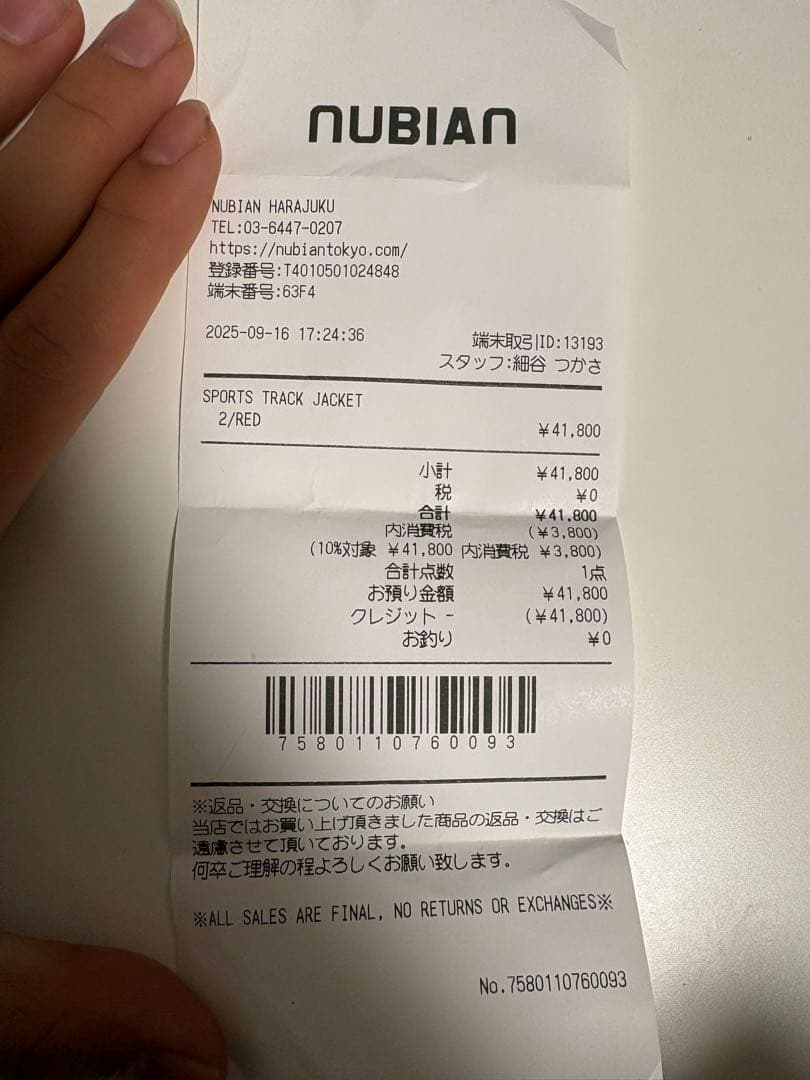 NUBIAN
NUBIAN HARAJUKU
TEL:03-6447-0207
https://nubiantokyo.com/
登録番号:T4010501024848
端末番号:63F4
2025-09-16 17:24:36 端末取引ID:13193
スタッフ:細谷 つかさ
SPORTS TRACK JACKET
2/RED ¥41,800
小計 ¥41,800
税 ¥0
合計 ¥41,800
内消費税 (¥3,800)
(10%対象 ¥41,800 内消費税 ¥3,800)
合計点数 1点
お預り金額 ¥41,800
クレジット - (¥41,800)
お釣り ¥0
7580110760093
※返品・交換についてのお願い
当店ではお買い上げ頂きました商品の返品・交換はご
遠慮させて頂いております。
何卒ご理解の程よろしくお願い致します。
※ALL SALES ARE FINAL, NO RETURNS OR EXCHANGES※
No.7580110760093